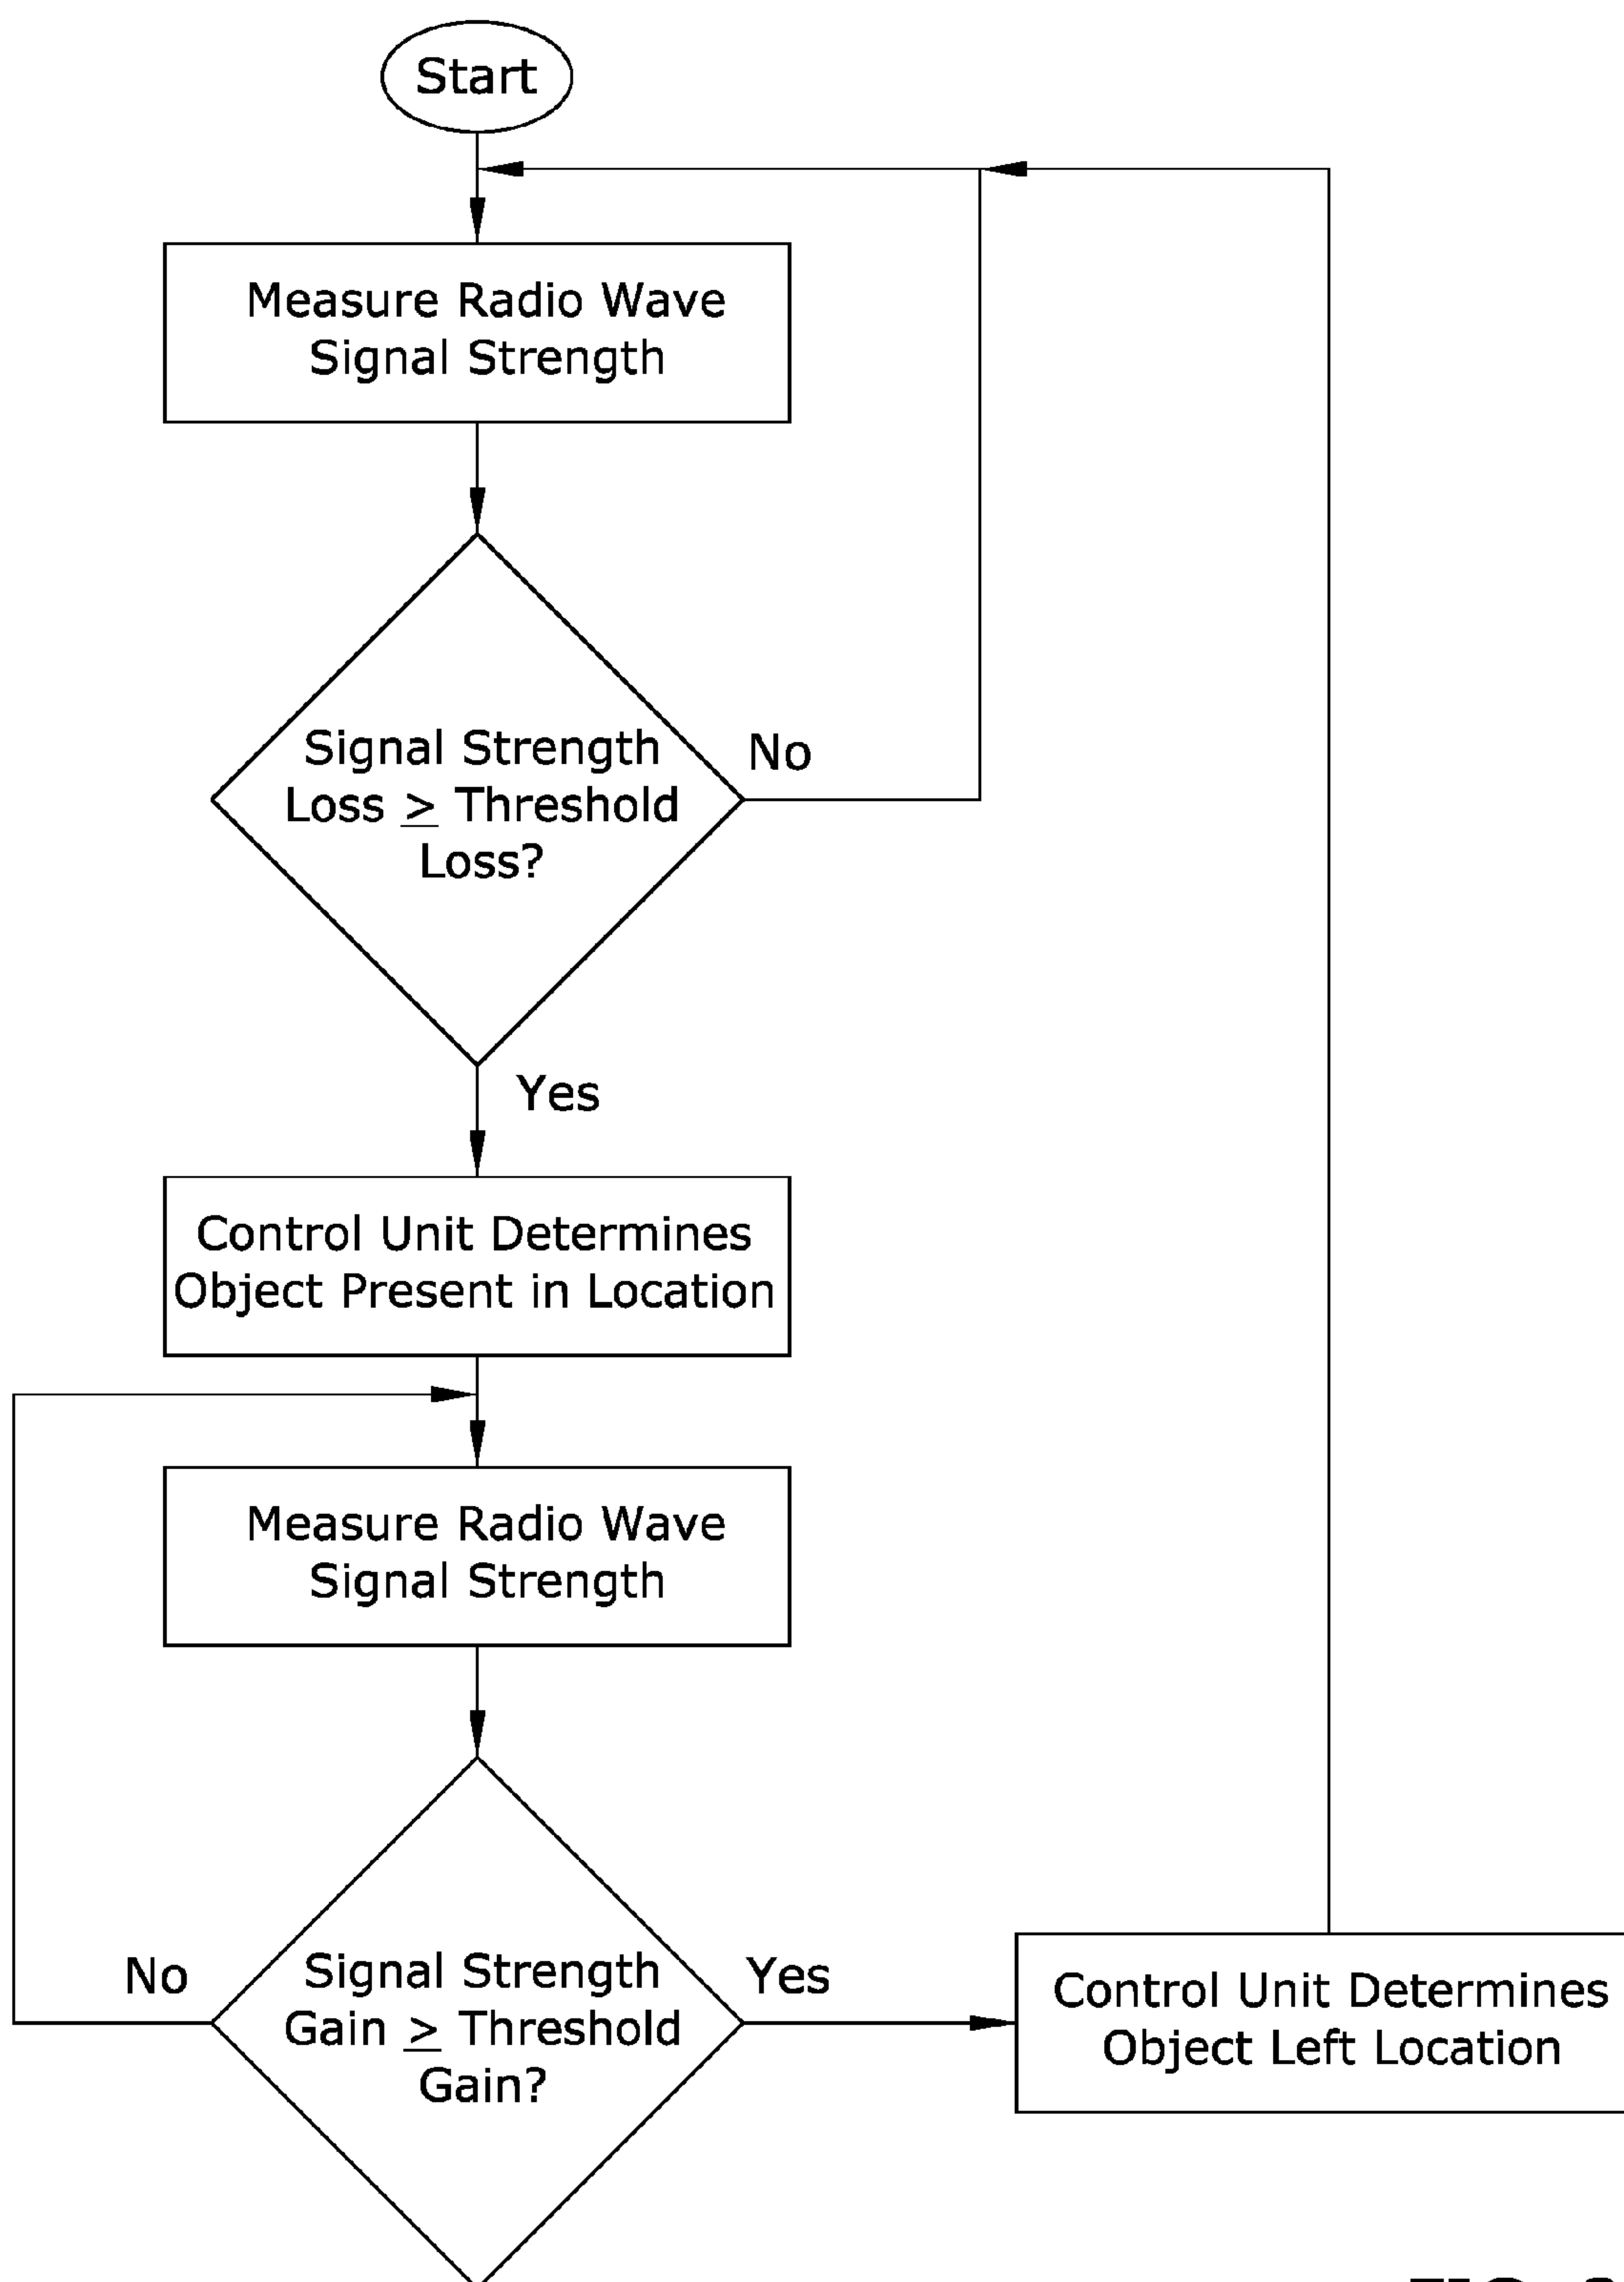 Start
Measure Radio Wave
Signal Strength
Signal Strength
Loss ≥ Threshold
Loss?
No
Yes
Control Unit Determines
Object Present in Location
Measure Radio Wave
Signal Strength
No
Signal Strength
Gain ≥ Threshold
Gain?
Yes
Control Unit Determines
Object Left Location